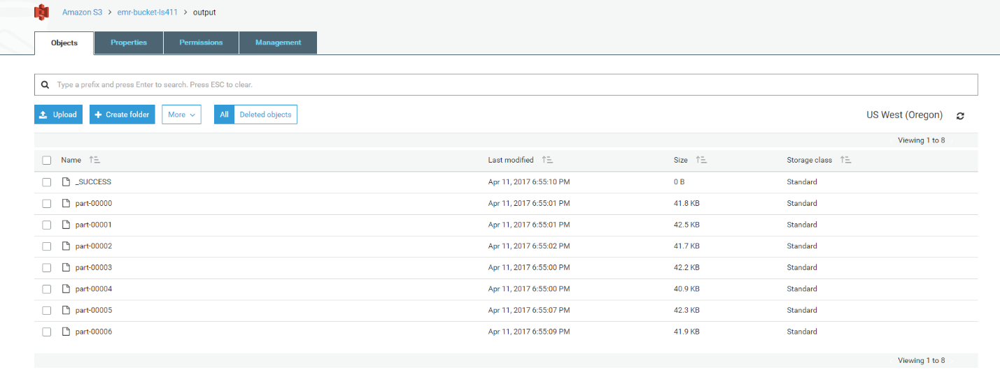 Amazon S3 > emr-bucket-ls411 > output
Objects Properties Permissions Management
Type a prefix and press Enter to search. Press ESC to clear.
Upload Create folder More All Deleted objects US West (Oregon)
Viewing 1 to 8
Name Last modified Size Storage class
_SUCCESS Apr 11, 2017 6:55:10 PM 0 B Standard
part-00000 Apr 11, 2017 6:55:01 PM 41.8 KB Standard
part-00001 Apr 11, 2017 6:55:01 PM 42.5 KB Standard
part-00002 Apr 11, 2017 6:55:02 PM 41.7 KB Standard
part-00003 Apr 11, 2017 6:55:00 PM 42.2 KB Standard
part-00004 Apr 11, 2017 6:55:00 PM 40.9 KB Standard
part-00005 Apr 11, 2017 6:55:07 PM 42.3 KB Standard
part-00006 Apr 11, 2017 6:55:09 PM 41.9 KB Standard
Viewing 1 to 8